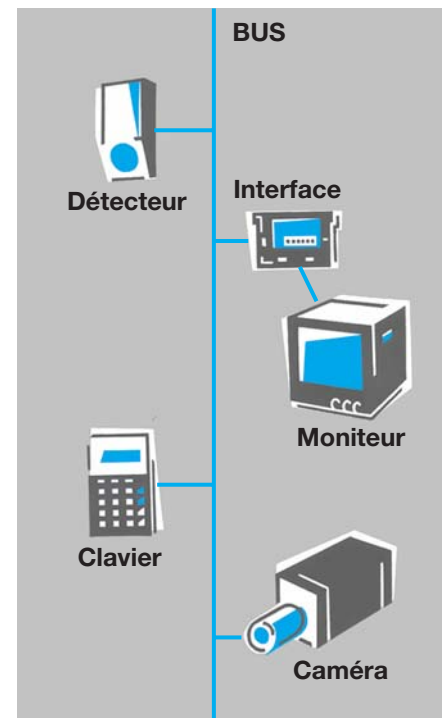 BUS
Détecteur
Interface
Moniteur
Clavier
Caméra